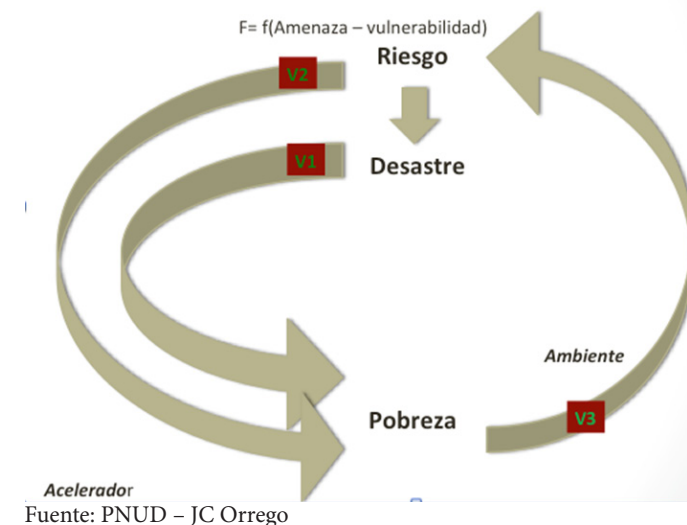 F= f(Amenaza – vulnerabilidad)
Riesgo
V2
V1
Desastre
Ambiente
Pobreza
V3
Acelerador
Fuente: PNUD – JC Orrego